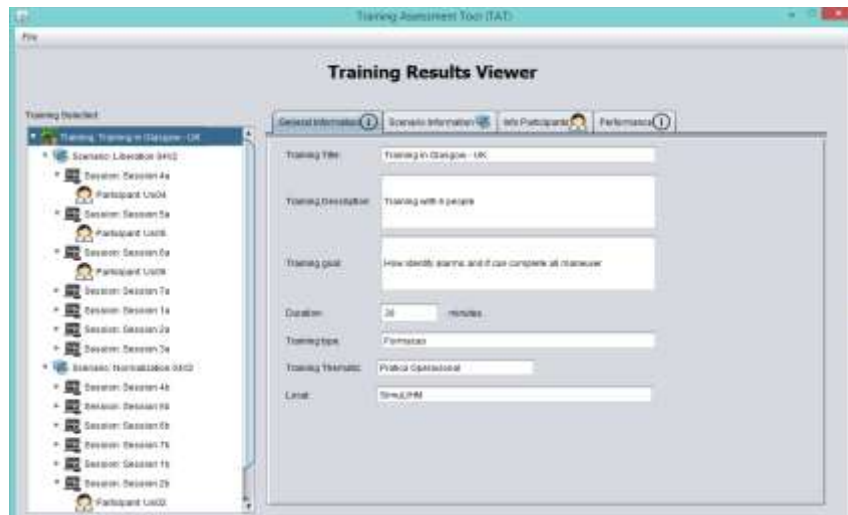 Training Assessment Tool (TAT)
File
Training Results Viewer
Training Selected:
Training: Training in Glasgow - UK
Scenario: Liberation
Session: Session 4a
Participant: Us04
Session: Session 5a
Participant:
Session: Session 6a
Participant:
Session: Session 7a
Session: Session 1a
Session: Session 2a
Session: Session 3a
Scenario: Normalization
Session: Session 4b
Session: Session
Session: Session 6b
Session: Session 7b
Session: Session 1b
Session: Session 2b
Participant: Us02
General Information
Scenario Information
Info Participants
Performance
Training Title: Training in Glasgow - UK
Training Description: Training with people
Training goal: How identify alarms and if can complete all maneuver
Duration: minutes
Training type: Formacao
Training Thematic: Pratica Operacional
Local: